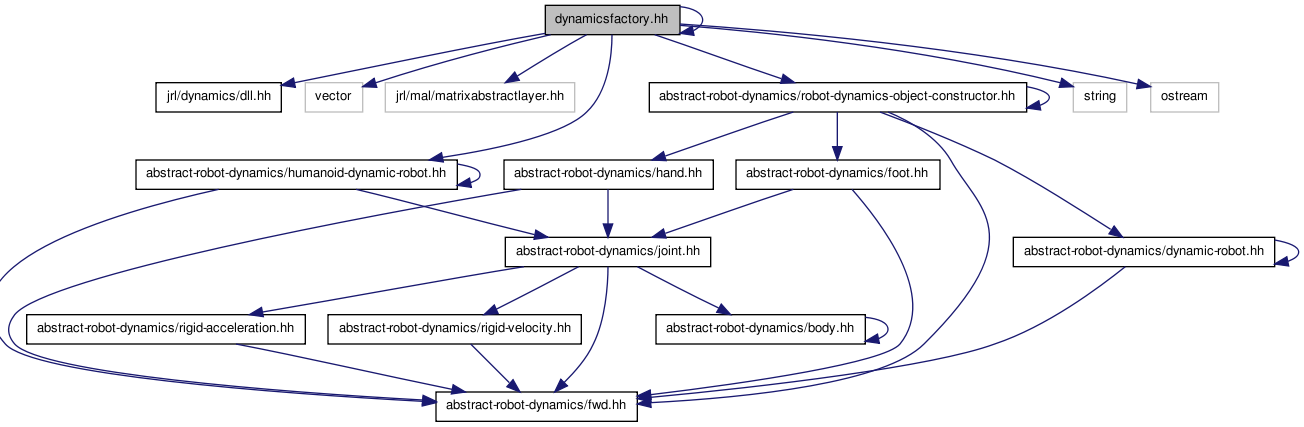 dynamicsfactory.hh
jrl/dynamics/dll.hh
vector
jrl/mal/matrixabstractlayer.hh
abstract-robot-dynamics/robot-dynamics-object-constructor.hh
string
ostream
abstract-robot-dynamics/humanoid-dynamic-robot.hh
abstract-robot-dynamics/hand.hh
abstract-robot-dynamics/foot.hh
abstract-robot-dynamics/joint.hh
abstract-robot-dynamics/dynamic-robot.hh
abstract-robot-dynamics/rigid-acceleration.hh
abstract-robot-dynamics/rigid-velocity.hh
abstract-robot-dynamics/body.hh
abstract-robot-dynamics/fwd.hh